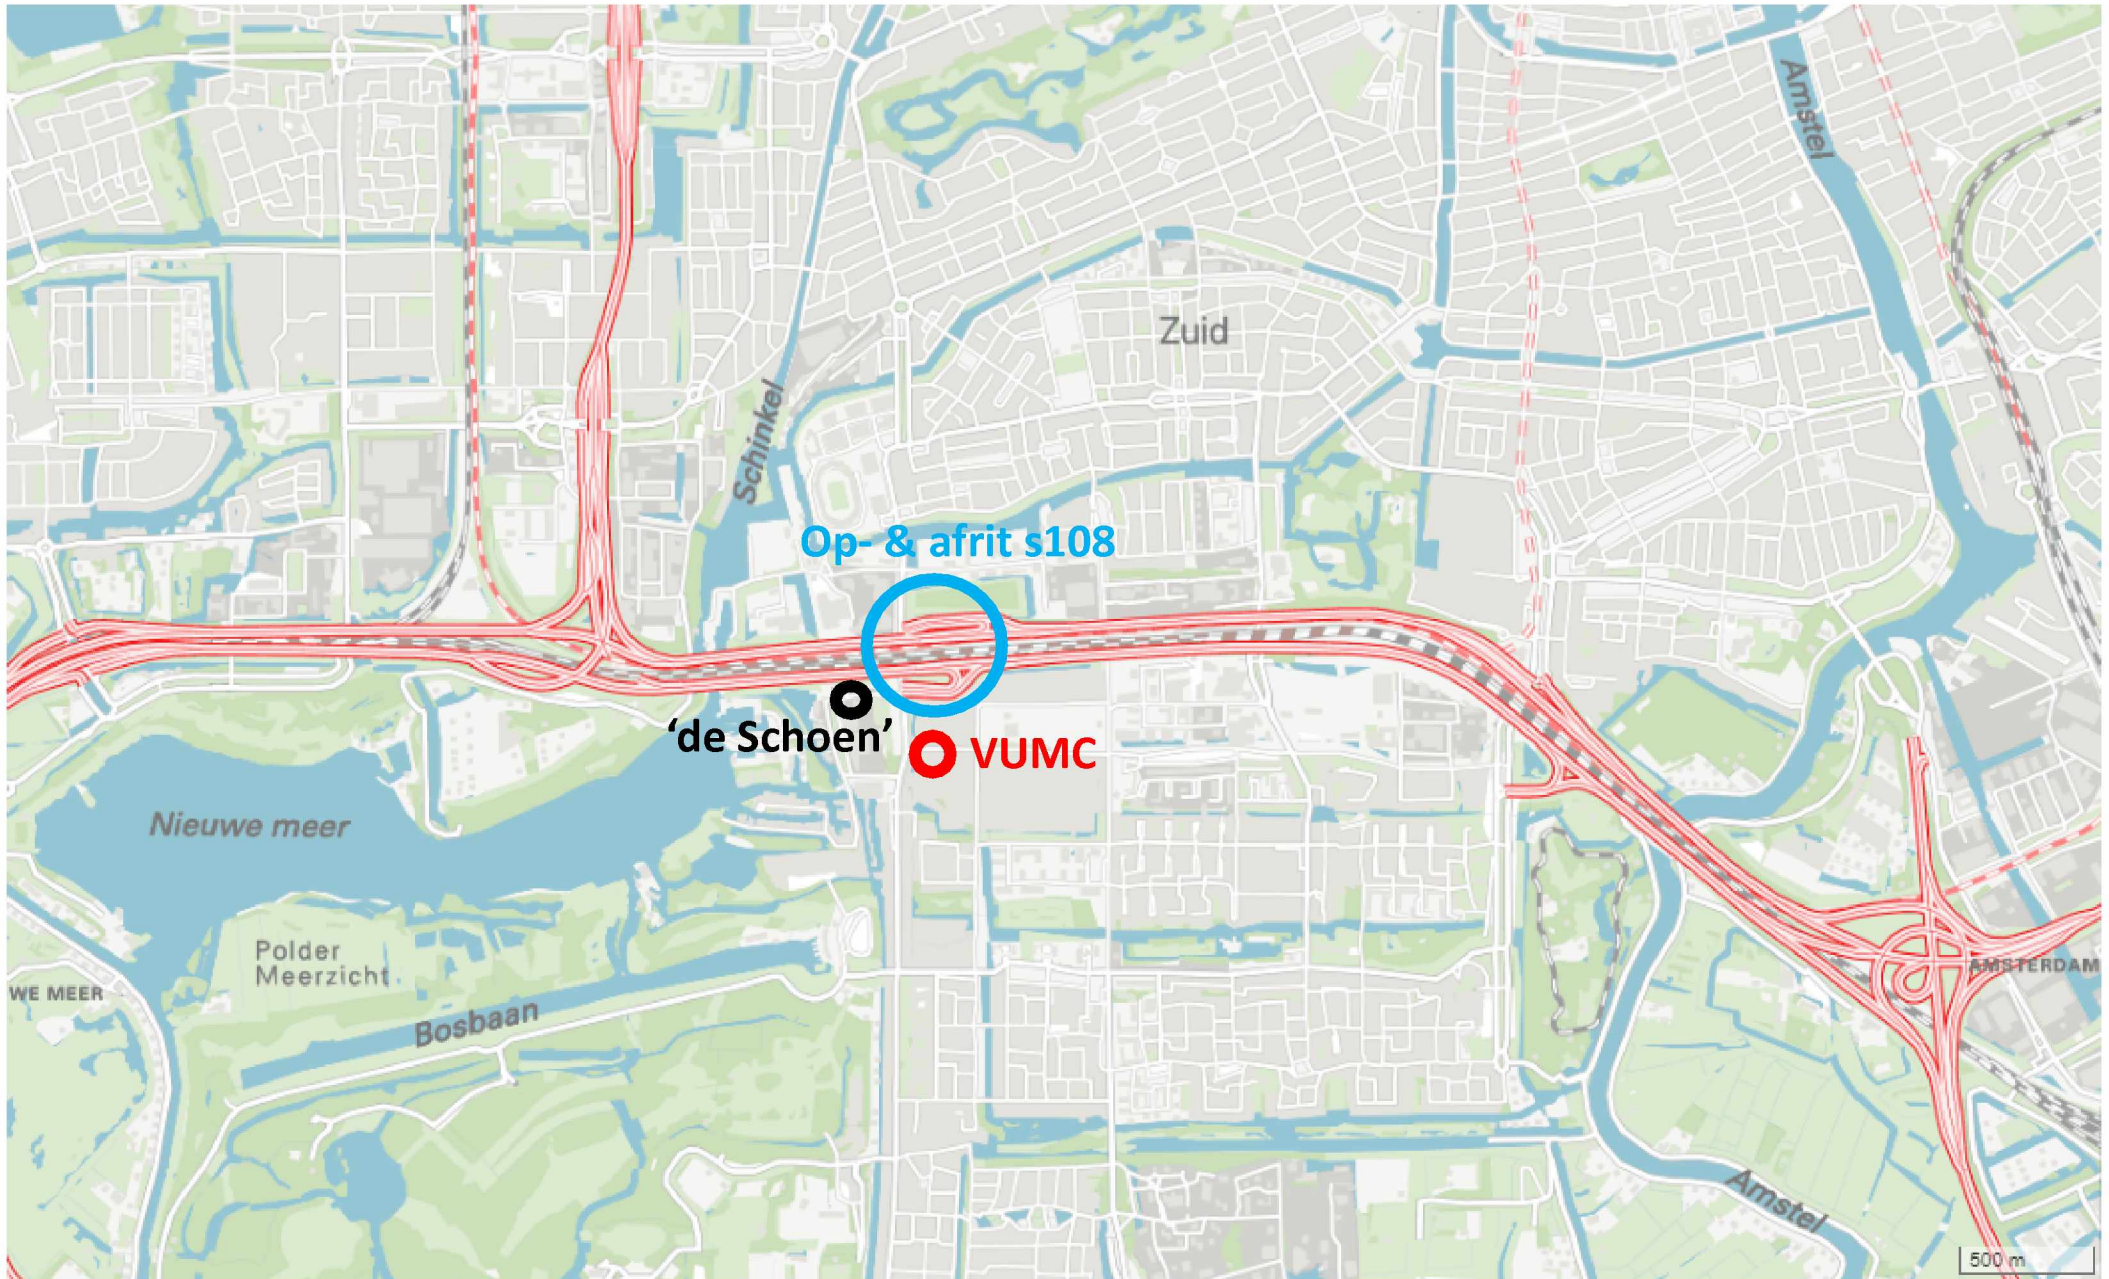 Amstel
Zuid
Schinkel
Op- & afrit s108
'de Schoen'
VUMC
Nieuwe meer
Polder
Meerzicht
WE MEER
Bosbaan
AMSTERDAM
Amstel
500 m